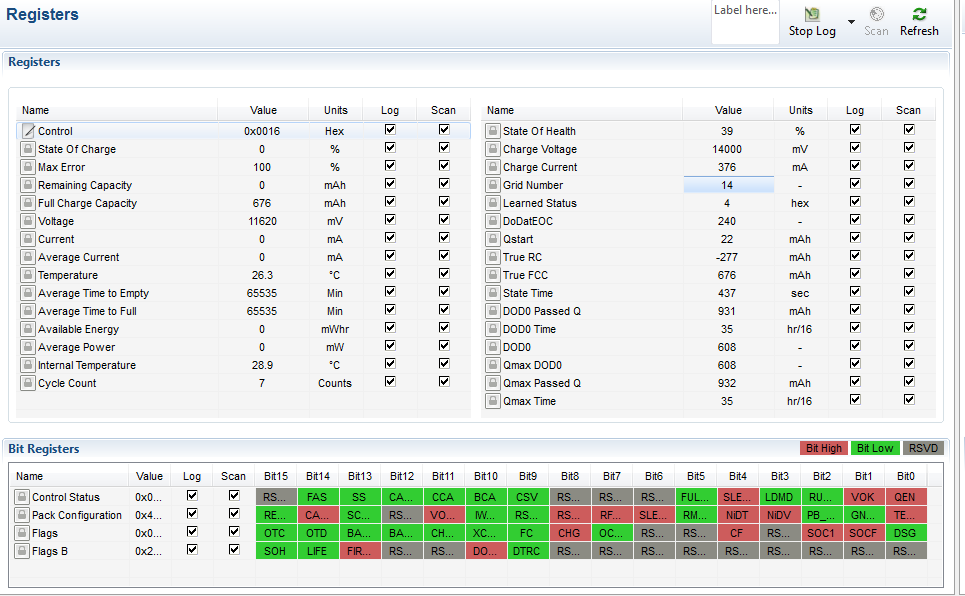 Registers
Label here...
Stop Log
Scan
Refresh
Registers
Name Value Units Log Scan
Control 0x0016 Hex
State Of Charge 0 %
Max Error 100 %
Remaining Capacity 0 mAh
Full Charge Capacity 676 mAh
Voltage 11620 mV
Current 0 mA
Average Current 0 mA
Temperature 26.3 °C
Average Time to Empty 65535 Min
Average Time to Full 65535 Min
Available Energy 0 mWhr
Average Power 0 mW
Internal Temperature 28.9 °C
Cycle Count 7 Counts
Name Value Units Log Scan
State Of Health 39 %
Charge Voltage 14000 mV
Charge Current 376 mA
Grid Number 14 -
Learned Status 4 hex
DoDatEOC 240 -
Qstart 22 mAh
True RC -277 mAh
True FCC 676 mAh
State Time 437 sec
DOD0 Passed Q 931 mAh
DOD0 Time 35 hr/16
DOD0 608 -
Qmax DOD0 608 -
Qmax Passed Q 932 mAh
Qmax Time 35 hr/16
Bit Registers
Bit High Bit Low RSVD
Name Value Log Scan Bit15 Bit14 Bit13 Bit12 Bit11 Bit10 Bit9 Bit8 Bit7 Bit6 Bit5 Bit4 Bit3 Bit2 Bit1 Bit0
Control Status 0x0... RS... FAS SS CA... CCA BCA CSV RS... RS... RS... FUL... SLE... LDMD RU... VOK QEN
Pack Configuration 0x4... RE... CA... SC... RS... VO... IW... RS... RS... RF... SLE... RM... NiDT NiDV PB_... GN... TE...
Flags 0x0... OTC OTD BA... BA... CH... XC... FC CHG OC... RS... RS... CF RS... SOC1 SOCF DSG
Flags B 0x2... SOH LIFE FIR... RS... RS... DO... DTRC RS... RS... RS... RS... RS... RS... RS... RS... RS...